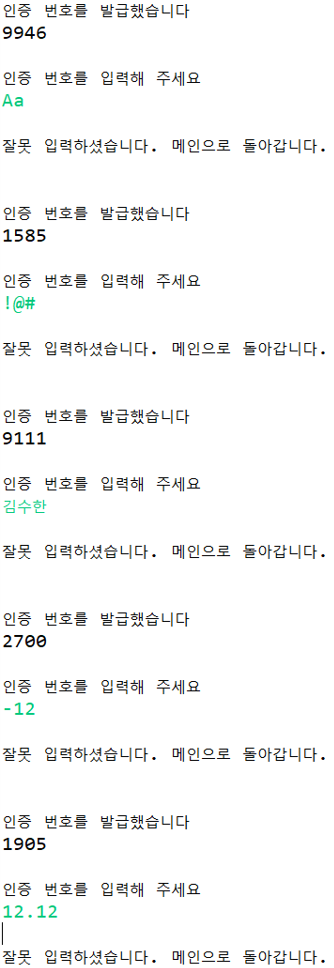 인증 번호를 발급했습니다
9946
인증 번호를 입력해 주세요
Aa
잘못 입력하셨습니다. 메인으로 돌아갑니다.
인증 번호를 발급했습니다
1585
인증 번호를 입력해 주세요
!@#
잘못 입력하셨습니다. 메인으로 돌아갑니다.
인증 번호를 발급했습니다
9111
인증 번호를 입력해 주세요
김수한
잘못 입력하셨습니다. 메인으로 돌아갑니다.
인증 번호를 발급했습니다
2700
인증 번호를 입력해 주세요
-12
잘못 입력하셨습니다. 메인으로 돌아갑니다.
인증 번호를 발급했습니다
1905
인증 번호를 입력해 주세요
12.12
잘못 입력하셨습니다. 메인으로 돌아갑니다.